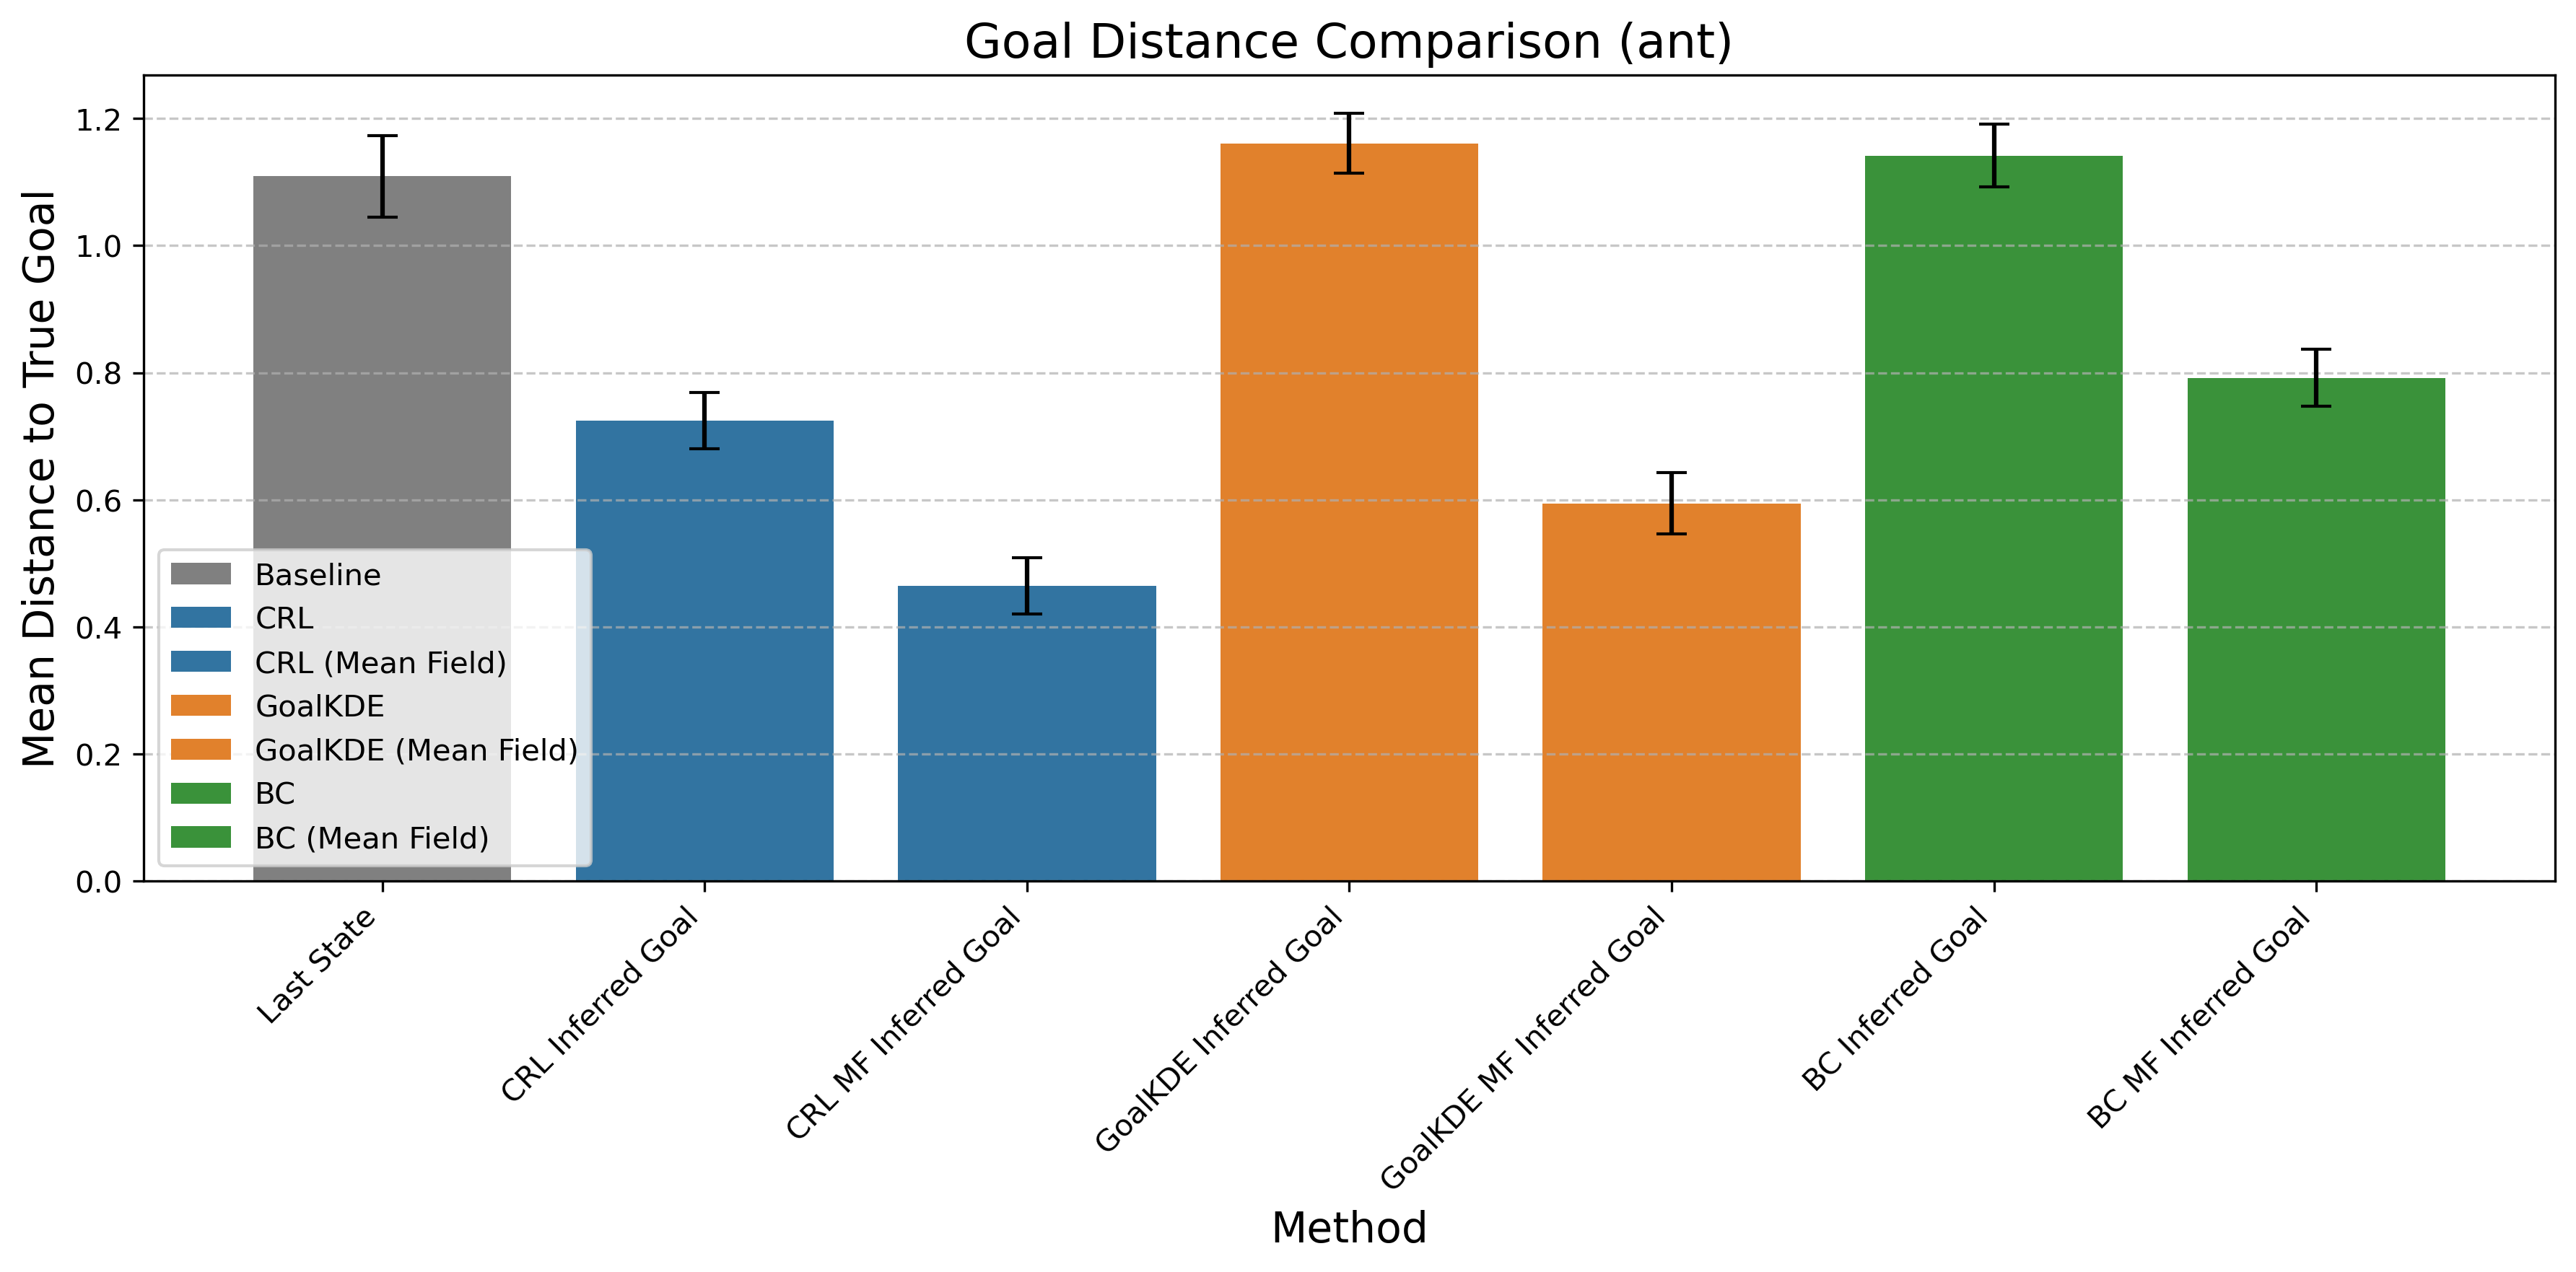 Goal Distance Comparison (ant)
Mean Distance to True Goal
1.2
1.0
0.8
0.6
0.4
0.2
0.0
Baseline
CRL
CRL (Mean Field)
GoalKDE
GoalKDE (Mean Field)
BC
BC (Mean Field)
Last State
CRL Inferred Goal
CRL MF Inferred Goal
GoalKDE Inferred Goal
GoalKDE MF Inferred Goal
BC Inferred Goal
BC MF Inferred Goal
Method